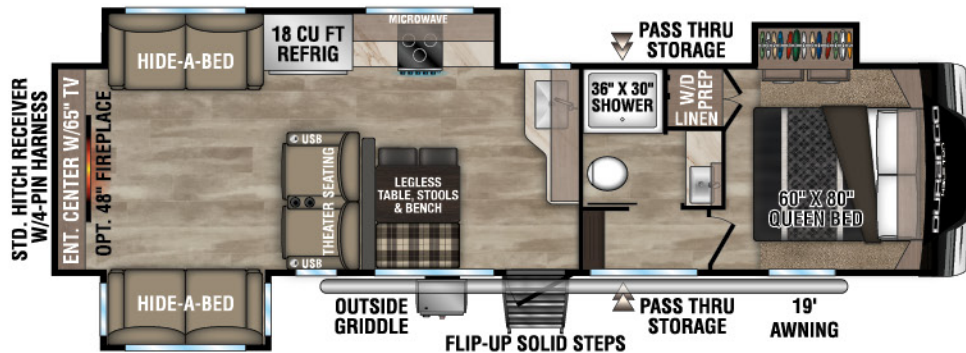 STD. HITCH RECEIVER
W/4-PIN HARNESS
ENT. CENTER W/65" TV
OPT. 48" FIREPLACE
HIDE-A-BED
18 CU FT
REFRIG
MICROWAVE
USB
THEATER SEATING
USB
LEGLESS
TABLE, STOOLS
& BENCH
HIDE-A-BED
OUTSIDE
GRIDDLE
FLIP-UP SOLID STEPS
PASS THRU
STORAGE
36" X 30"
SHOWER
W/D
PREP
LINEN
60" X 80"
QUEEN BED
DURANGO
PASS THRU
STORAGE
19'
AWNING